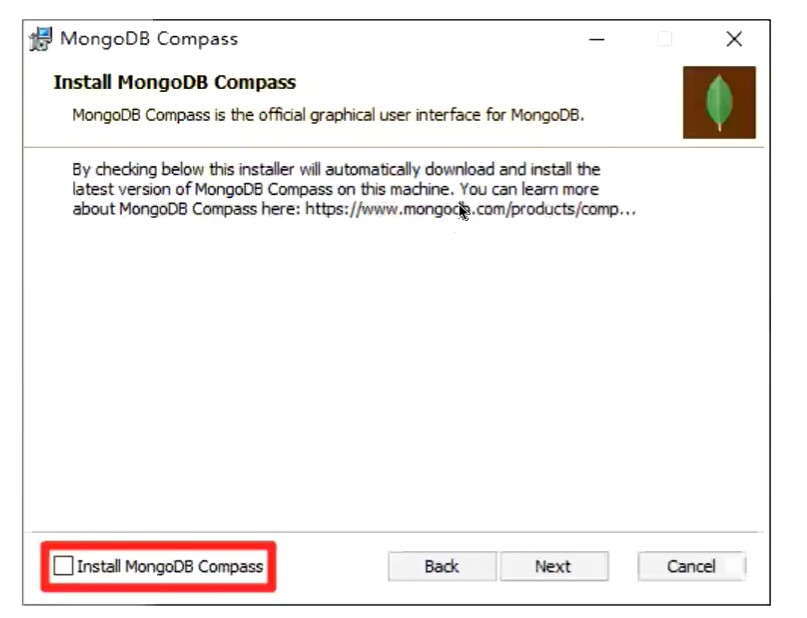 MongoDB Compass
Install MongoDB Compass
MongoDB Compass is the official graphical user interface for MongoDB.
By checking below this installer will automatically download and install the
latest version of MongoDB Compass on this machine. You can learn more
about MongoDB Compass here: https://www.mongodb.com/products/comp...
Install MongoDB Compass
Back
Next
Cancel